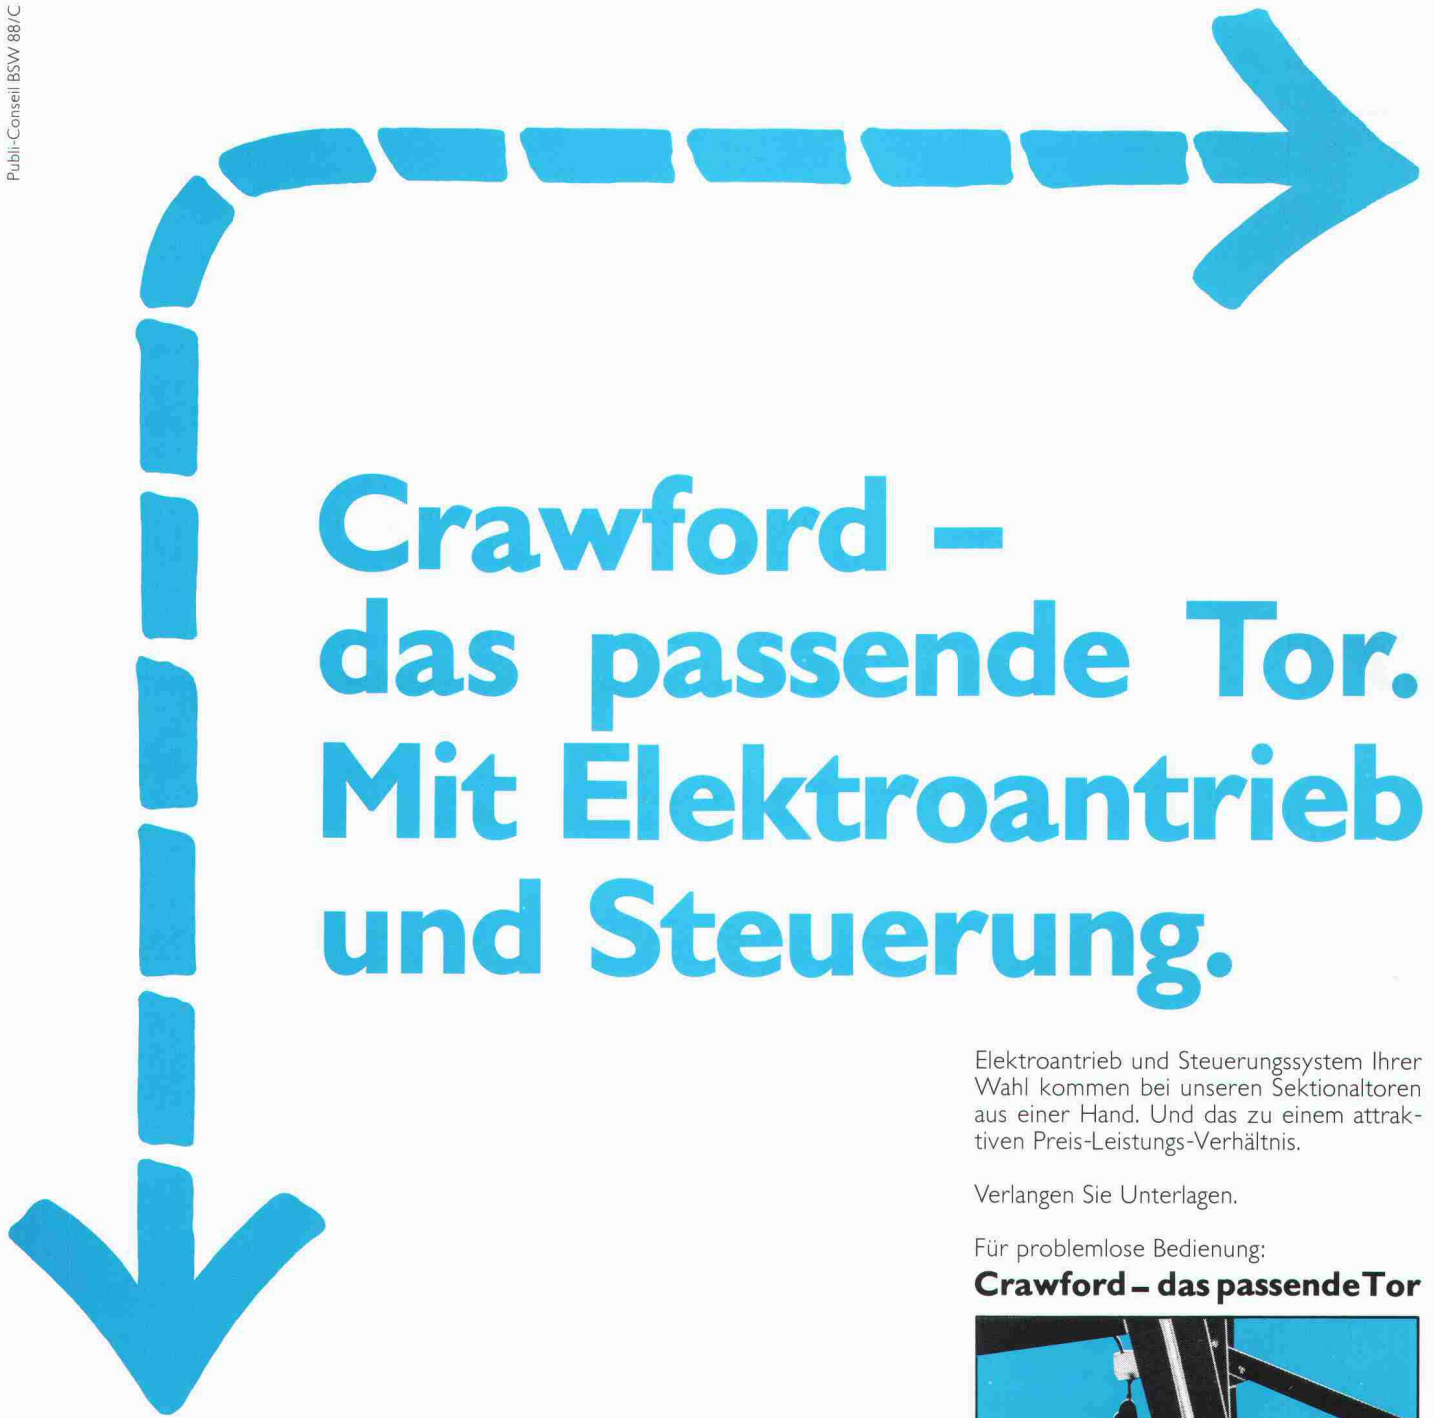 Publi-Conseil BSW 88/C
Crawford –
das passende Tor.
Mit Elektroantrieb
und Steuerung.
Elektroantrieb und Steuerungssystem Ihrer
Wahl kommen bei unseren Sektionaltoren
aus einer Hand. Und das zu einem attrak-
tiven Preis-Leistungs-Verhältnis.
Verlangen Sie Unterlagen.
Für problemlose Bedienung:
Crawford – das passende Tor